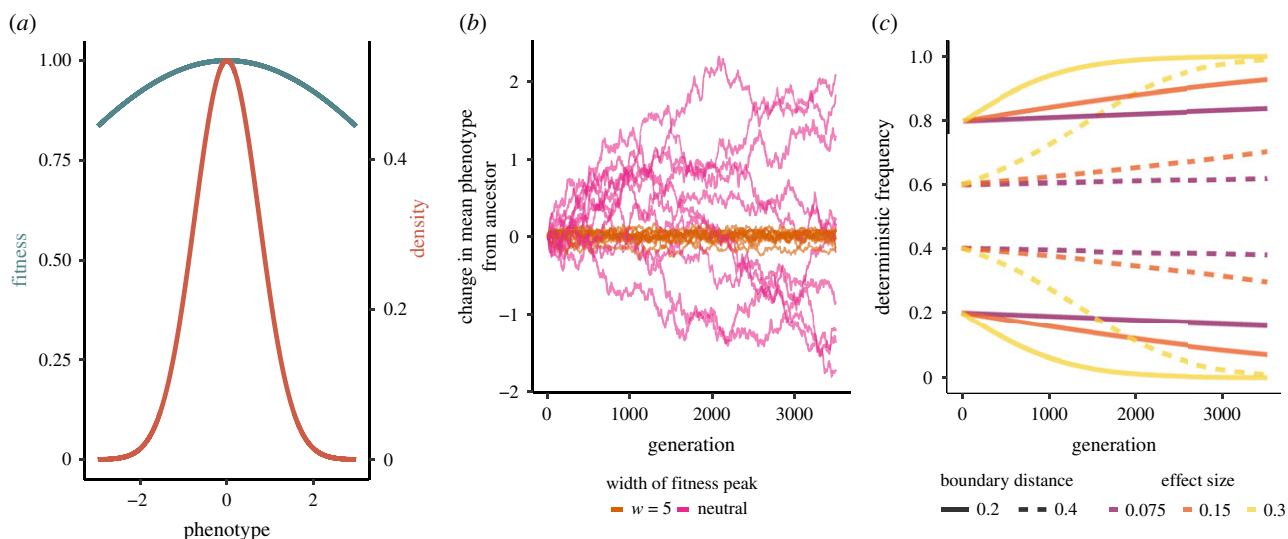 (a)
1.00
0.75
0.50
0.25
0
fitness
0.4
0.2
0
density
−2
0
2
phenotype
(b)
2
1
0
−1
−2
change in mean phenotype
from ancestor
0
1000
2000
3000
generation
width of fitness peak
w = 5
neutral
(c)
1.0
0.8
0.6
0.4
0.2
0
deterministic frequency
0
1000
2000
3000
generation
boundary distance
0.2
0.4
effect size
0.075
0.15
0.3